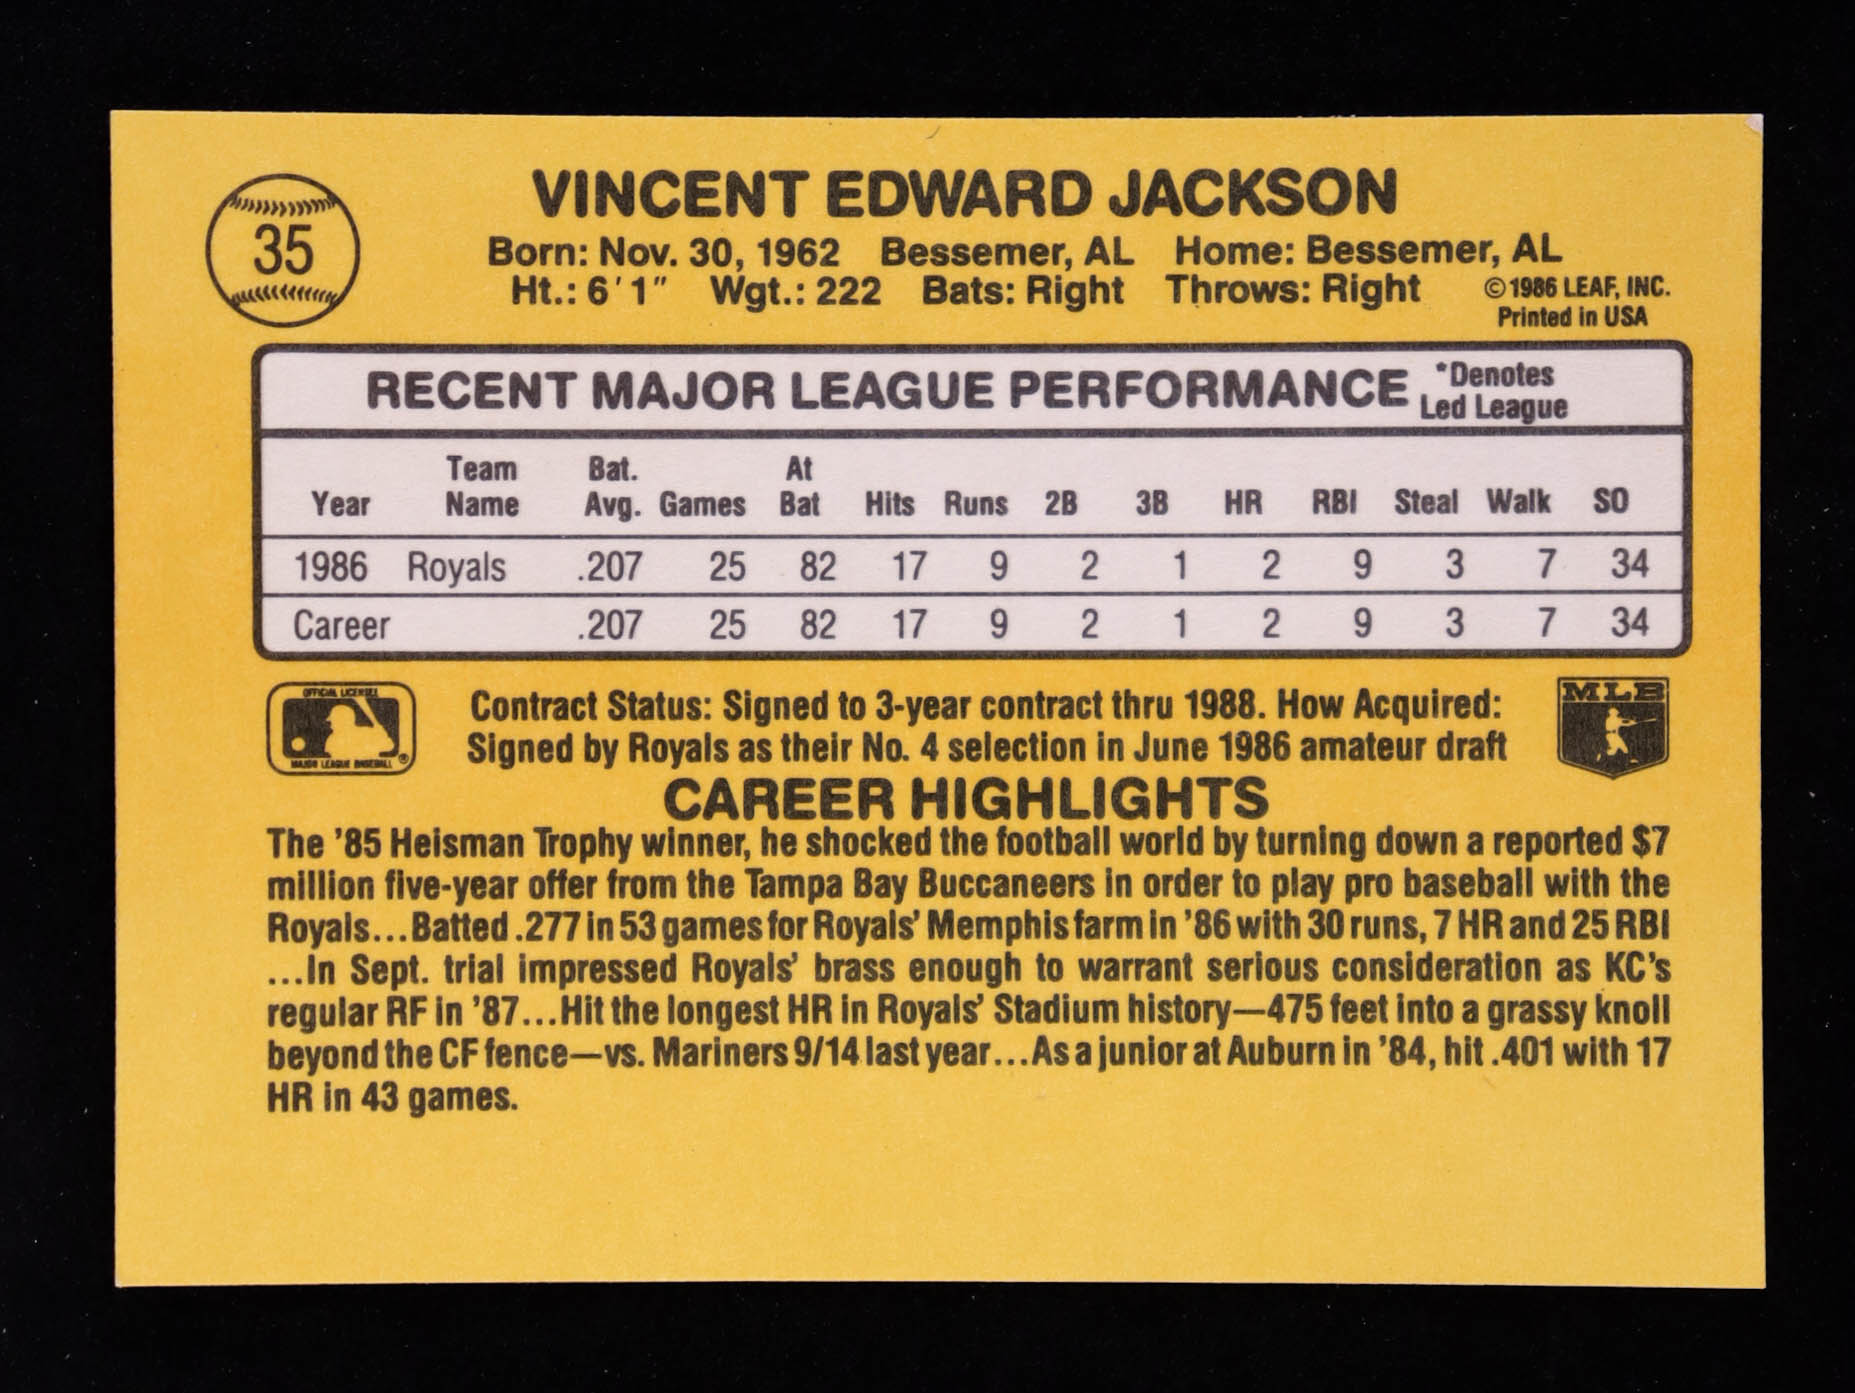 35
VINCENT EDWARD JACKSON
Born: Nov. 30, 1962 Bessemer, AL Home: Bessemer, AL
Ht.: 6'1" Wgt.: 222 Bats: Right Throws: Right
©1986 LEAF, INC.
Printed in USA
RECENT MAJOR LEAGUE PERFORMANCE
*Denotes
Led League
Year Team Name Bat. Avg. Games At Bat Hits Runs 2B 3B HR RBI Steal Walk SO
1986 Royals .207 25 82 17 9 2 1 2 9 3 7 34
Career .207 25 82 17 9 2 1 2 9 3 7 34
OFFICIAL LICENSEE
MAJOR LEAGUE BASEBALL ®
Contract Status: Signed to 3-year contract thru 1988. How Acquired:
Signed by Royals as their No. 4 selection in June 1986 amateur draft
MLB
CAREER HIGHLIGHTS
The '85 Heisman Trophy winner, he shocked the football world by turning down a reported $7
million five-year offer from the Tampa Bay Buccaneers in order to play pro baseball with the
Royals...Batted .277 in 53 games for Royals' Memphis farm in '86 with 30 runs, 7 HR and 25 RBI
...In Sept. trial impressed Royals' brass enough to warrant serious consideration as KC's
regular RF in '87...Hit the longest HR in Royals' Stadium history—475 feet into a grassy knoll
beyond the CF fence—vs. Mariners 9/14 last year...As a junior at Auburn in '84, hit .401 with 17
HR in 43 games.